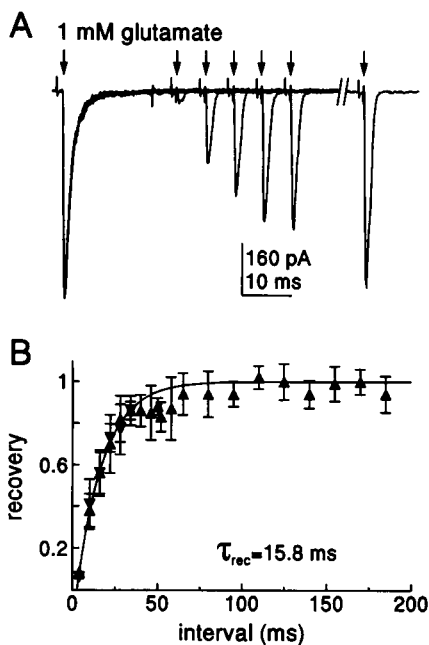 A
1 mM glutamate
160 pA
10 ms
B
1
0.6
0.2
recovery
τrec=15.8 ms
0
50
100
150
200
interval (ms)